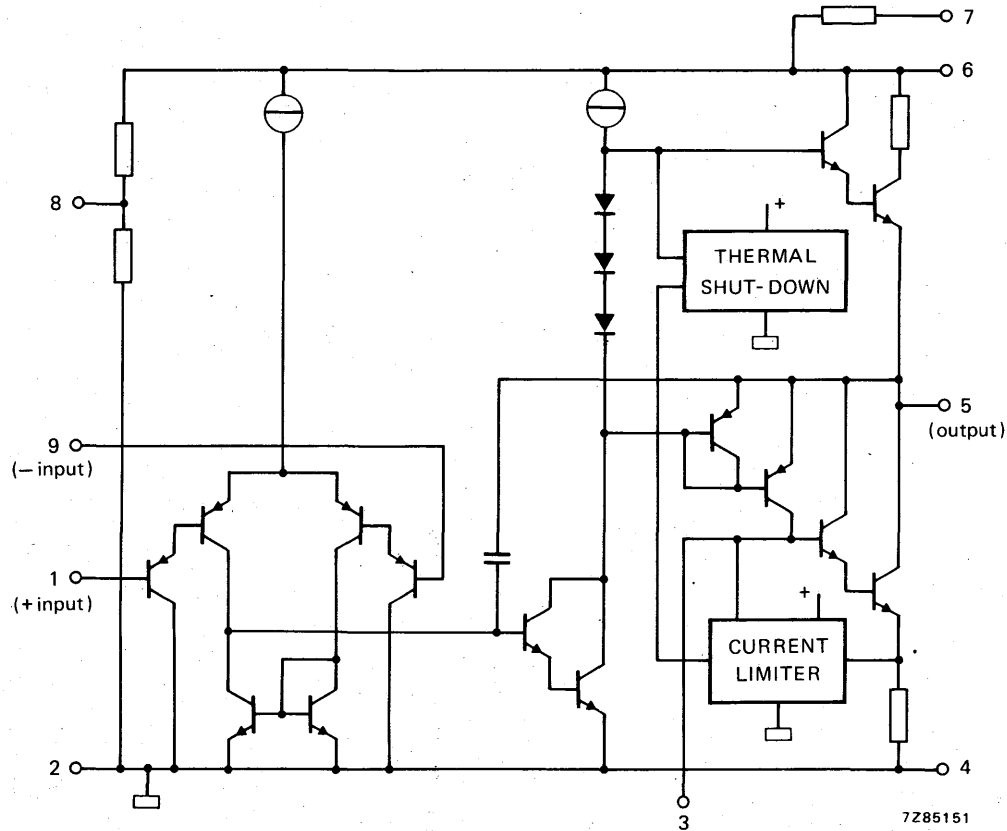 7
6
8
+
THERMAL
SHUT-DOWN
5
(output)
9
(– input)
1
(+ input)
+
CURRENT
LIMITER
2
4
3
7Z85151